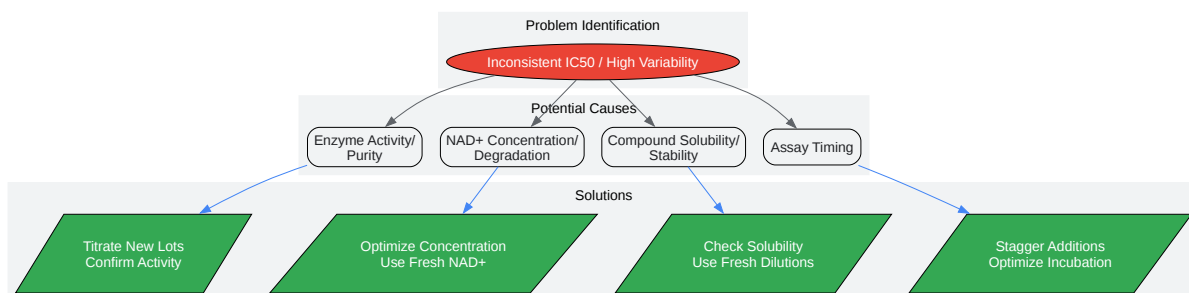 Problem Identification
Inconsistent IC50 / High Variability
Potential Causes
Enzyme Activity/
Purity
NAD+ Concentration/
Degradation
Compound Solubility/
Stability
Assay Timing
Solutions
Titrate New Lots
Confirm Activity
Optimize Concentration
Use Fresh NAD+
Check Solubility
Use Fresh Dilutions
Stagger Additions
Optimize Incubation